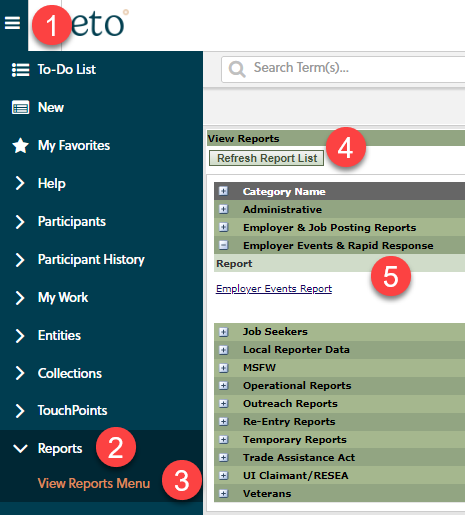 1
eto
To-Do List
New
My Favorites
Help
Participants
Participant History
My Work
Entities
Collections
TouchPoints
Reports
2
View Reports Menu
3
Search Term(s)...
View Reports
4
Refresh Report List
Category Name
Administrative
Employer & Job Posting Reports
Employer Events & Rapid Response
Report
5
Employer Events Report
Job Seekers
Local Reporter Data
MSFW
Operational Reports
Outreach Reports
Re-Entry Reports
Temporary Reports
Trade Assistance Act
UI Claimant/RESEA
Veterans